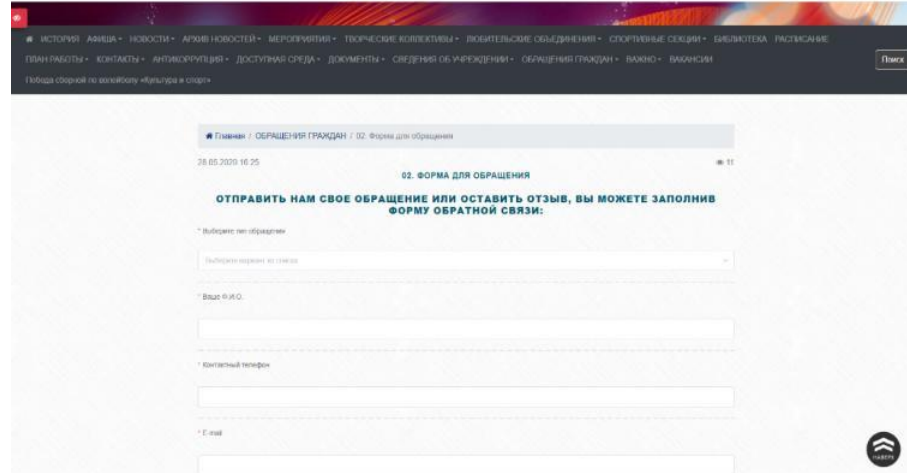 ИСТОРИЯ АФИША НОВОСТИ АРХИВ НОВОСТЕЙ МЕРОПРИЯТИЯ ТВОРЧЕСКИЕ КОЛЛЕКТИВЫ ЛЮБИТЕЛЬСКИЕ ОБЪЕДИНЕНИЯ СПОРТИВНЫЕ СЕКЦИИ БИБЛИОТЕКА РАСПИСАНИЕ
ПЛАН РАБОТЫ КОНТАКТЫ АНТИКОРРУПЦИЯ ДОСТУПНАЯ СРЕДА ДОКУМЕНТЫ СВЕДЕНИЯ ОБ УЧРЕЖДЕНИИ ОБРАЩЕНИЯ ГРАЖДАН ВАЖНО ВАКАНСИИ
Поиск
Победа сборной по волейболу «Культура и спорт»
Главная / ОБРАЩЕНИЯ ГРАЖДАН / 02. Форма для обращения
28.05.2020 16:25
11
02. ФОРМА ДЛЯ ОБРАЩЕНИЯ
ОТПРАВИТЬ НАМ СВОЕ ОБРАЩЕНИЕ ИЛИ ОСТАВИТЬ ОТЗЫВ, ВЫ МОЖЕТЕ ЗАПОЛНИВ
ФОРМУ ОБРАТНОЙ СВЯЗИ:
* Выберите тип обращения
Выберите вариант из списка
* Ваше Ф.И.О.
* Контактный телефон
* E-mail
НАВЕРХ